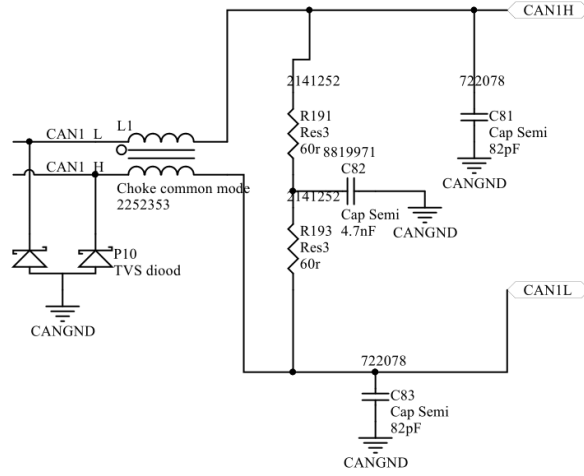 CAN1H
2141252
722078
L1
CAN1_L
R191
Res3
60r
C81
Cap Semi
82pF
8819971
CAN1_H
C82
CANGND
Choke common mode
2252353
2141252
Cap Semi
4.7nF
CANGND
R193
Res3
60r
P10
TVS diood
CAN1L
CANGND
722078
C83
Cap Semi
82pF
CANGND